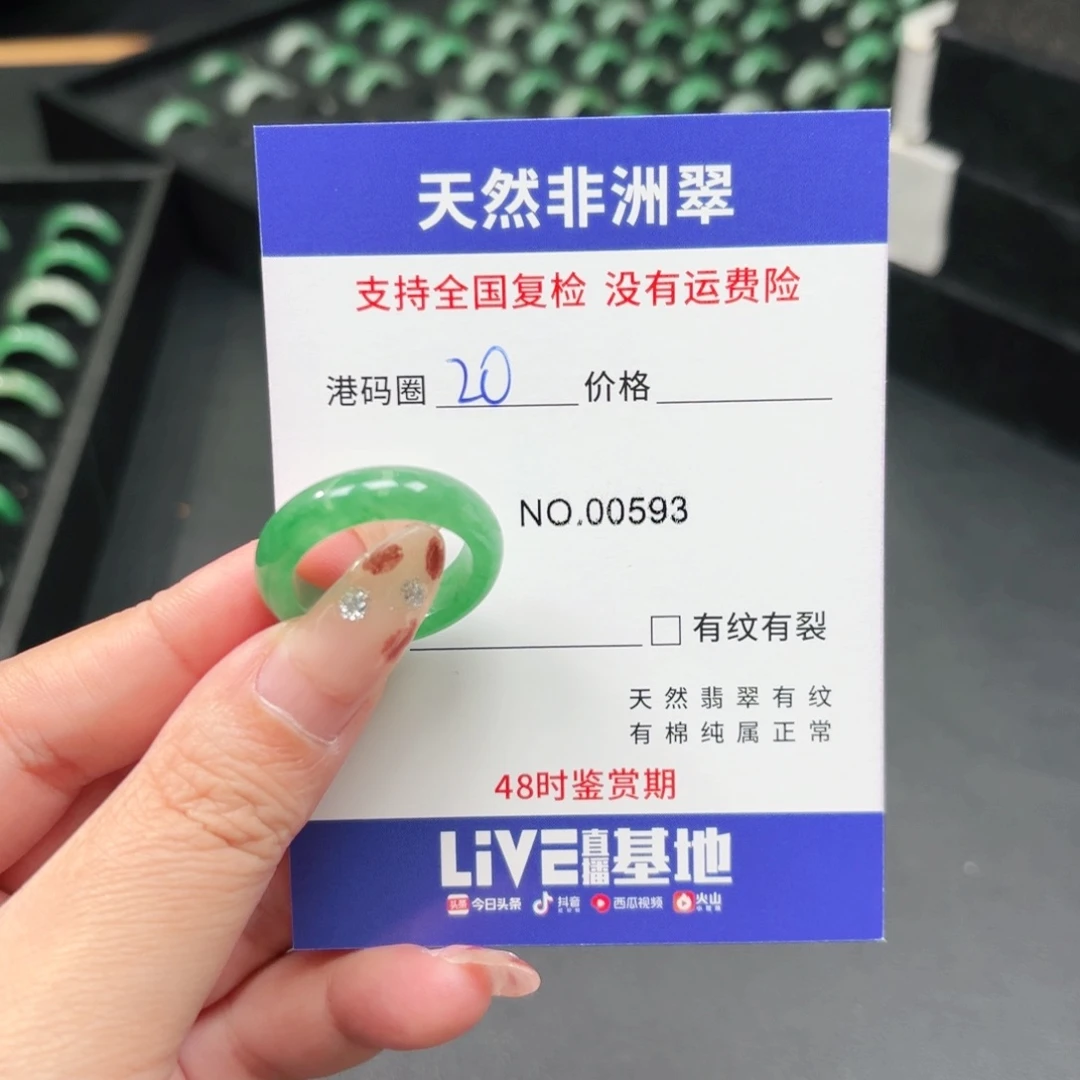 天然非洲翠
支持全国复检 没有运费险
港码圈 20 价格
NO.00593
有纹有裂
天然翡翠有纹
有棉纯属正常
48时鉴赏期
LiVE直播基地
头条 今日头条 抖音 西瓜视频 火山